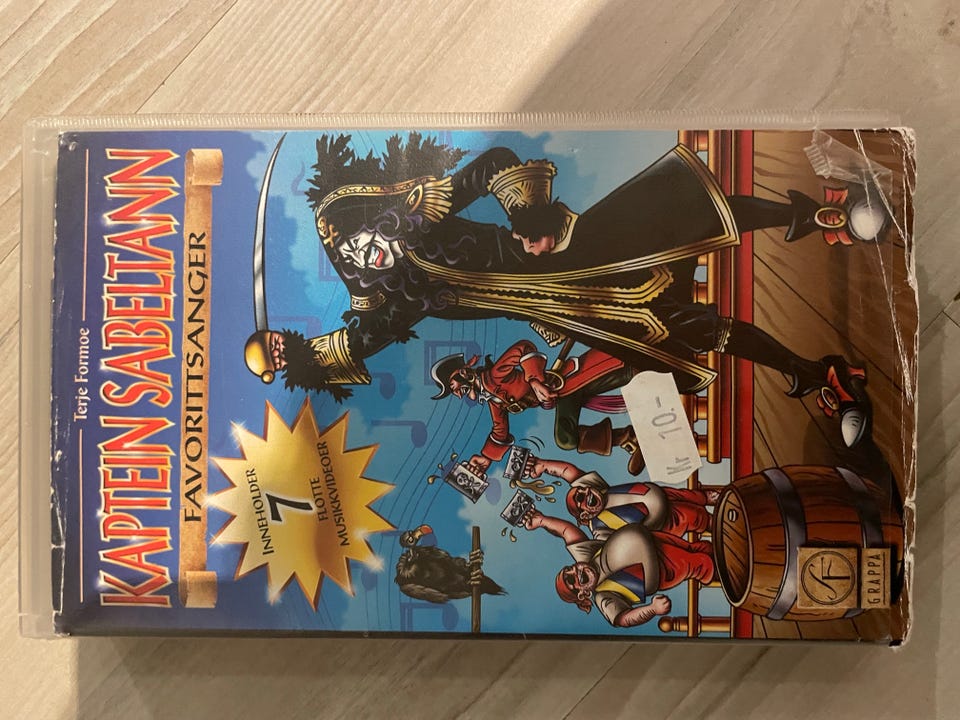 Terje Formoe
KAPTEIN SABELTANN
FAVORITTSANGER
INNEHOLDER
7
FLOTTE
MUSIKKVIDEOER
Kr 10.-
GRAPPA